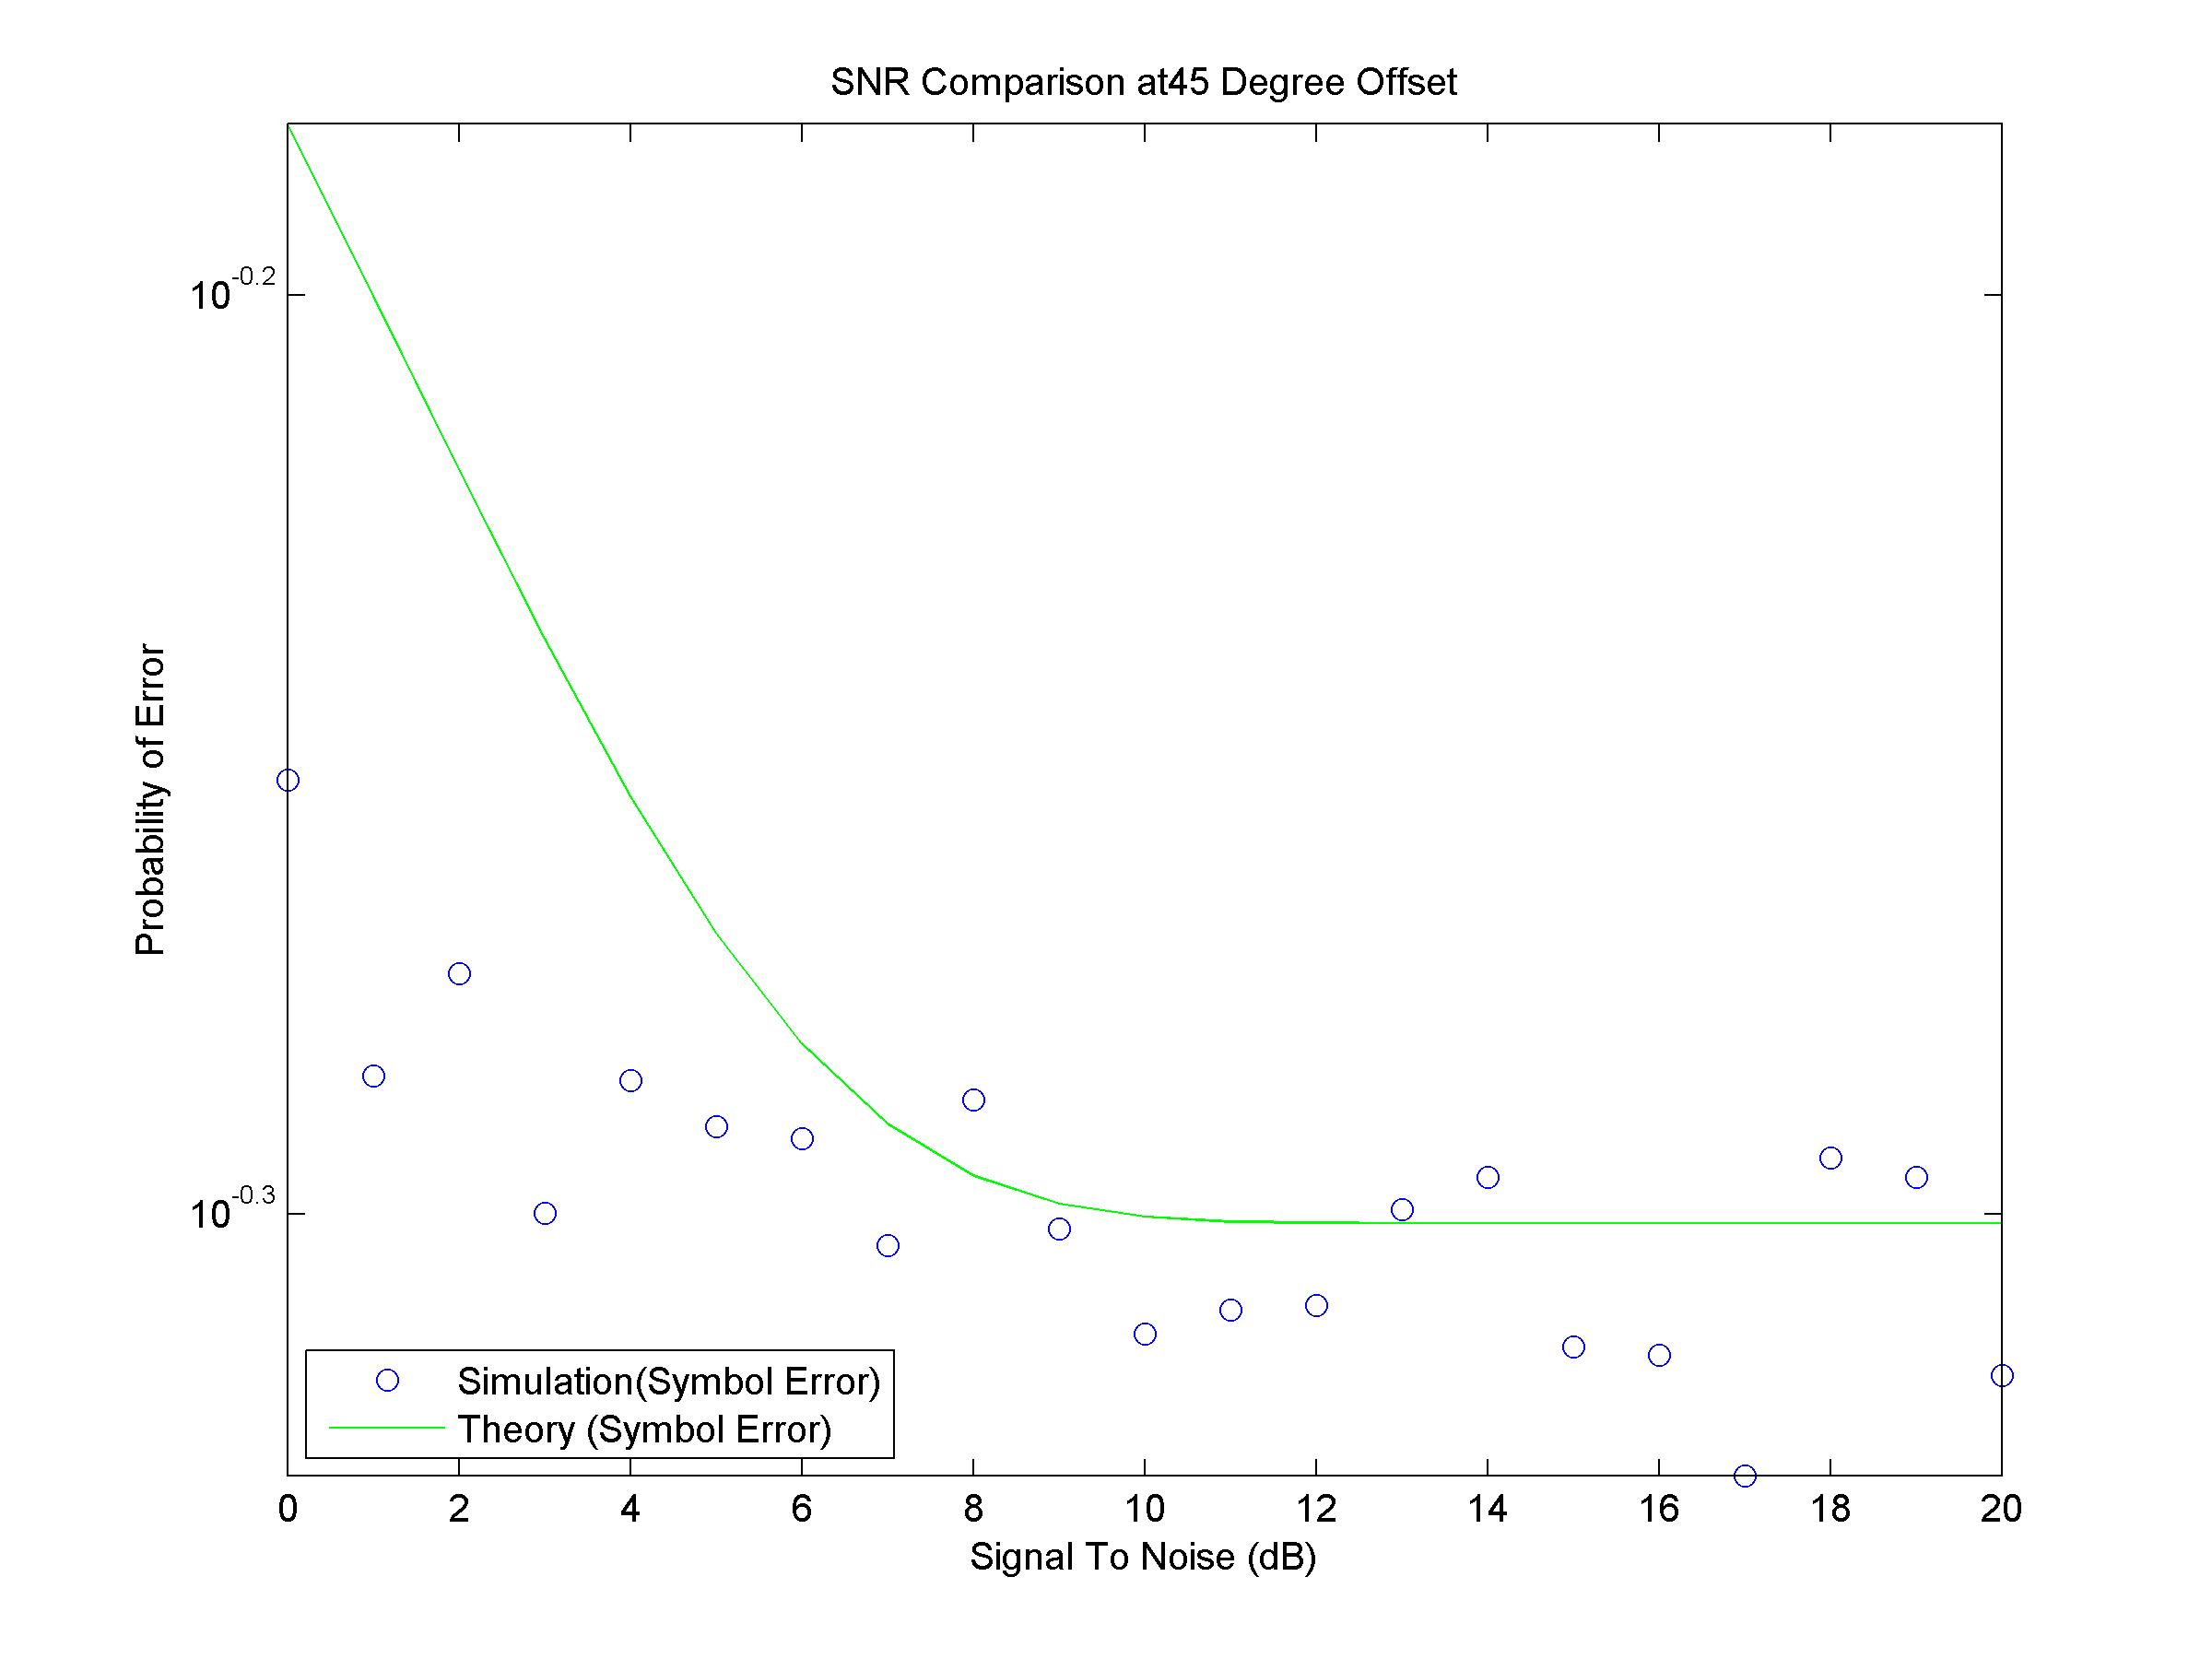 SNR Comparison at45 Degree Offset
10^-0.2
10^-0.3
Probability of Error
Simulation(Symbol Error)
Theory (Symbol Error)
0 2 4 6 8 10 12 14 16 18 20
Signal To Noise (dB)